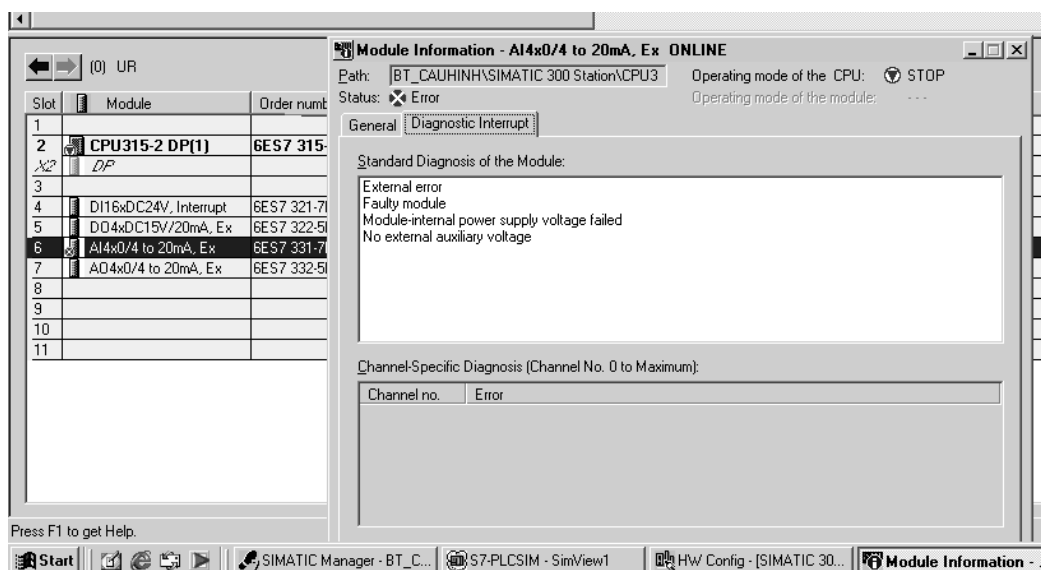 (0) UR
Slot Module Order numb
1
2 CPU315-2 DP(1) 6ES7 315-
X2 DP
3
4 DI16xDC24V, Interrupt 6ES7 321-7
5 DO4xDC15V/20mA, Ex 6ES7 322-5
6 AI4x0/4 to 20mA, Ex 6ES7 331-7
7 AO4x0/4 to 20mA, Ex 6ES7 332-5
8
9
10
11
Module Information - AI4x0/4 to 20mA, Ex ONLINE
Path: BT_CAUHINH\SIMATIC 300 Station\CPU3 Operating mode of the CPU: STOP
Status: Error Operating mode of the module: ---
General Diagnostic Interrupt
Standard Diagnosis of the Module:
External error
Faulty module
Module-internal power supply voltage failed
No external auxiliary voltage
Channel-Specific Diagnosis (Channel No. 0 to Maximum):
Channel no. Error
Press F1 to get Help.
Start SIMATIC Manager - BT_C... S7-PLCSIM - SimView1 HW Config - [SIMATIC 30... Module Information - .